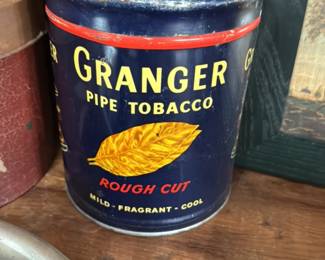 GRANGER
PIPE TOBACCO
ROUGH CUT
MILD - FRAGRANT - COOL